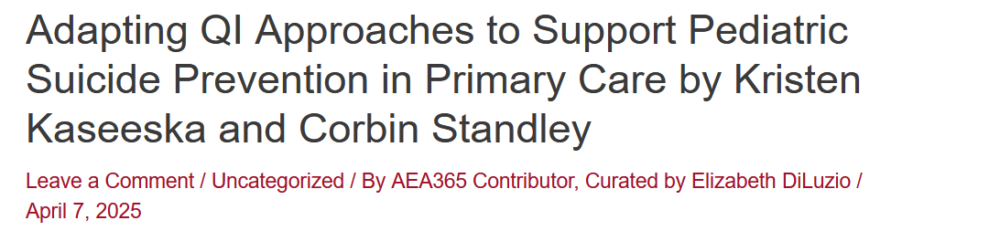 Adapting QI Approaches to Support Pediatric
Suicide Prevention in Primary Care by Kristen
Kaseeska and Corbin Standley
Leave a Comment / Uncategorized / By AEA365 Contributor, Curated by Elizabeth DiLuzio /
April 7, 2025